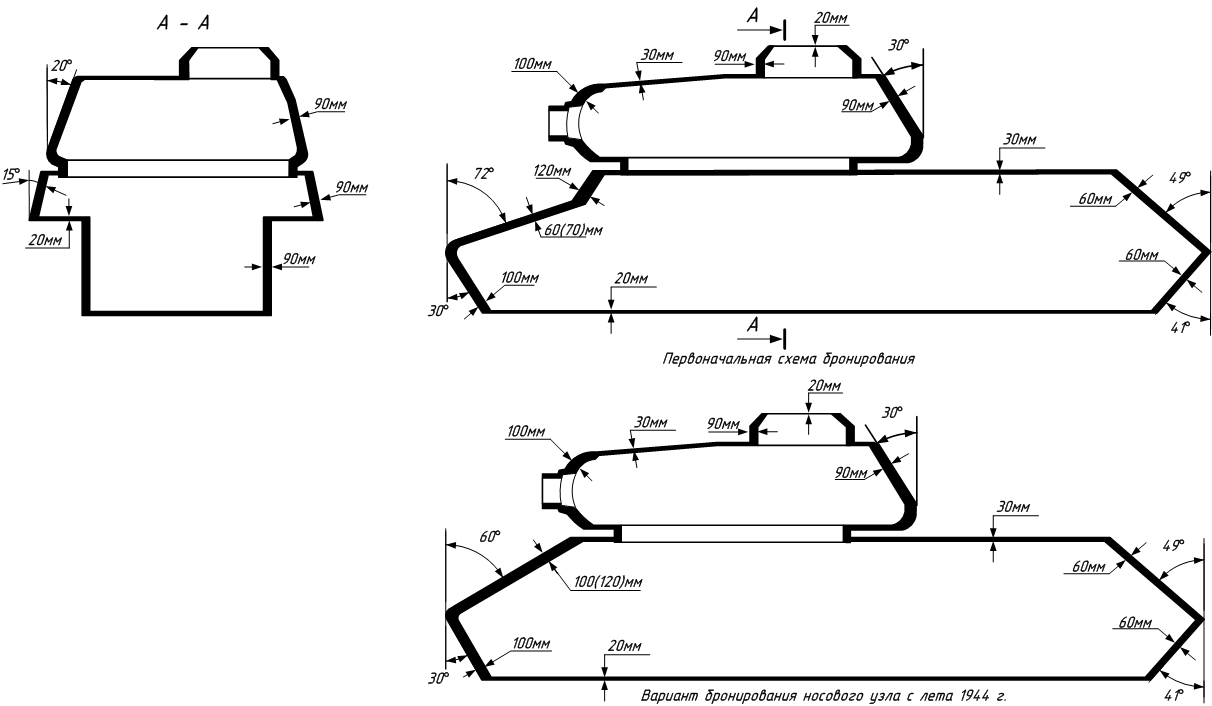 А - А
20°
90мм
15°
90мм
20мм
90мм
А
20мм
30°
30мм
90мм
100мм
90мм
30мм
120мм
72°
49°
60мм
60(70)мм
60мм
100мм
20мм
30°
41°
А
Первоначальная схема бронирования
20мм
30°
30мм
90мм
100мм
90мм
30мм
60°
49°
60мм
100(120)мм
60мм
100мм
20мм
30°
41°
Вариант бронирования носового узла с лета 1944 г.